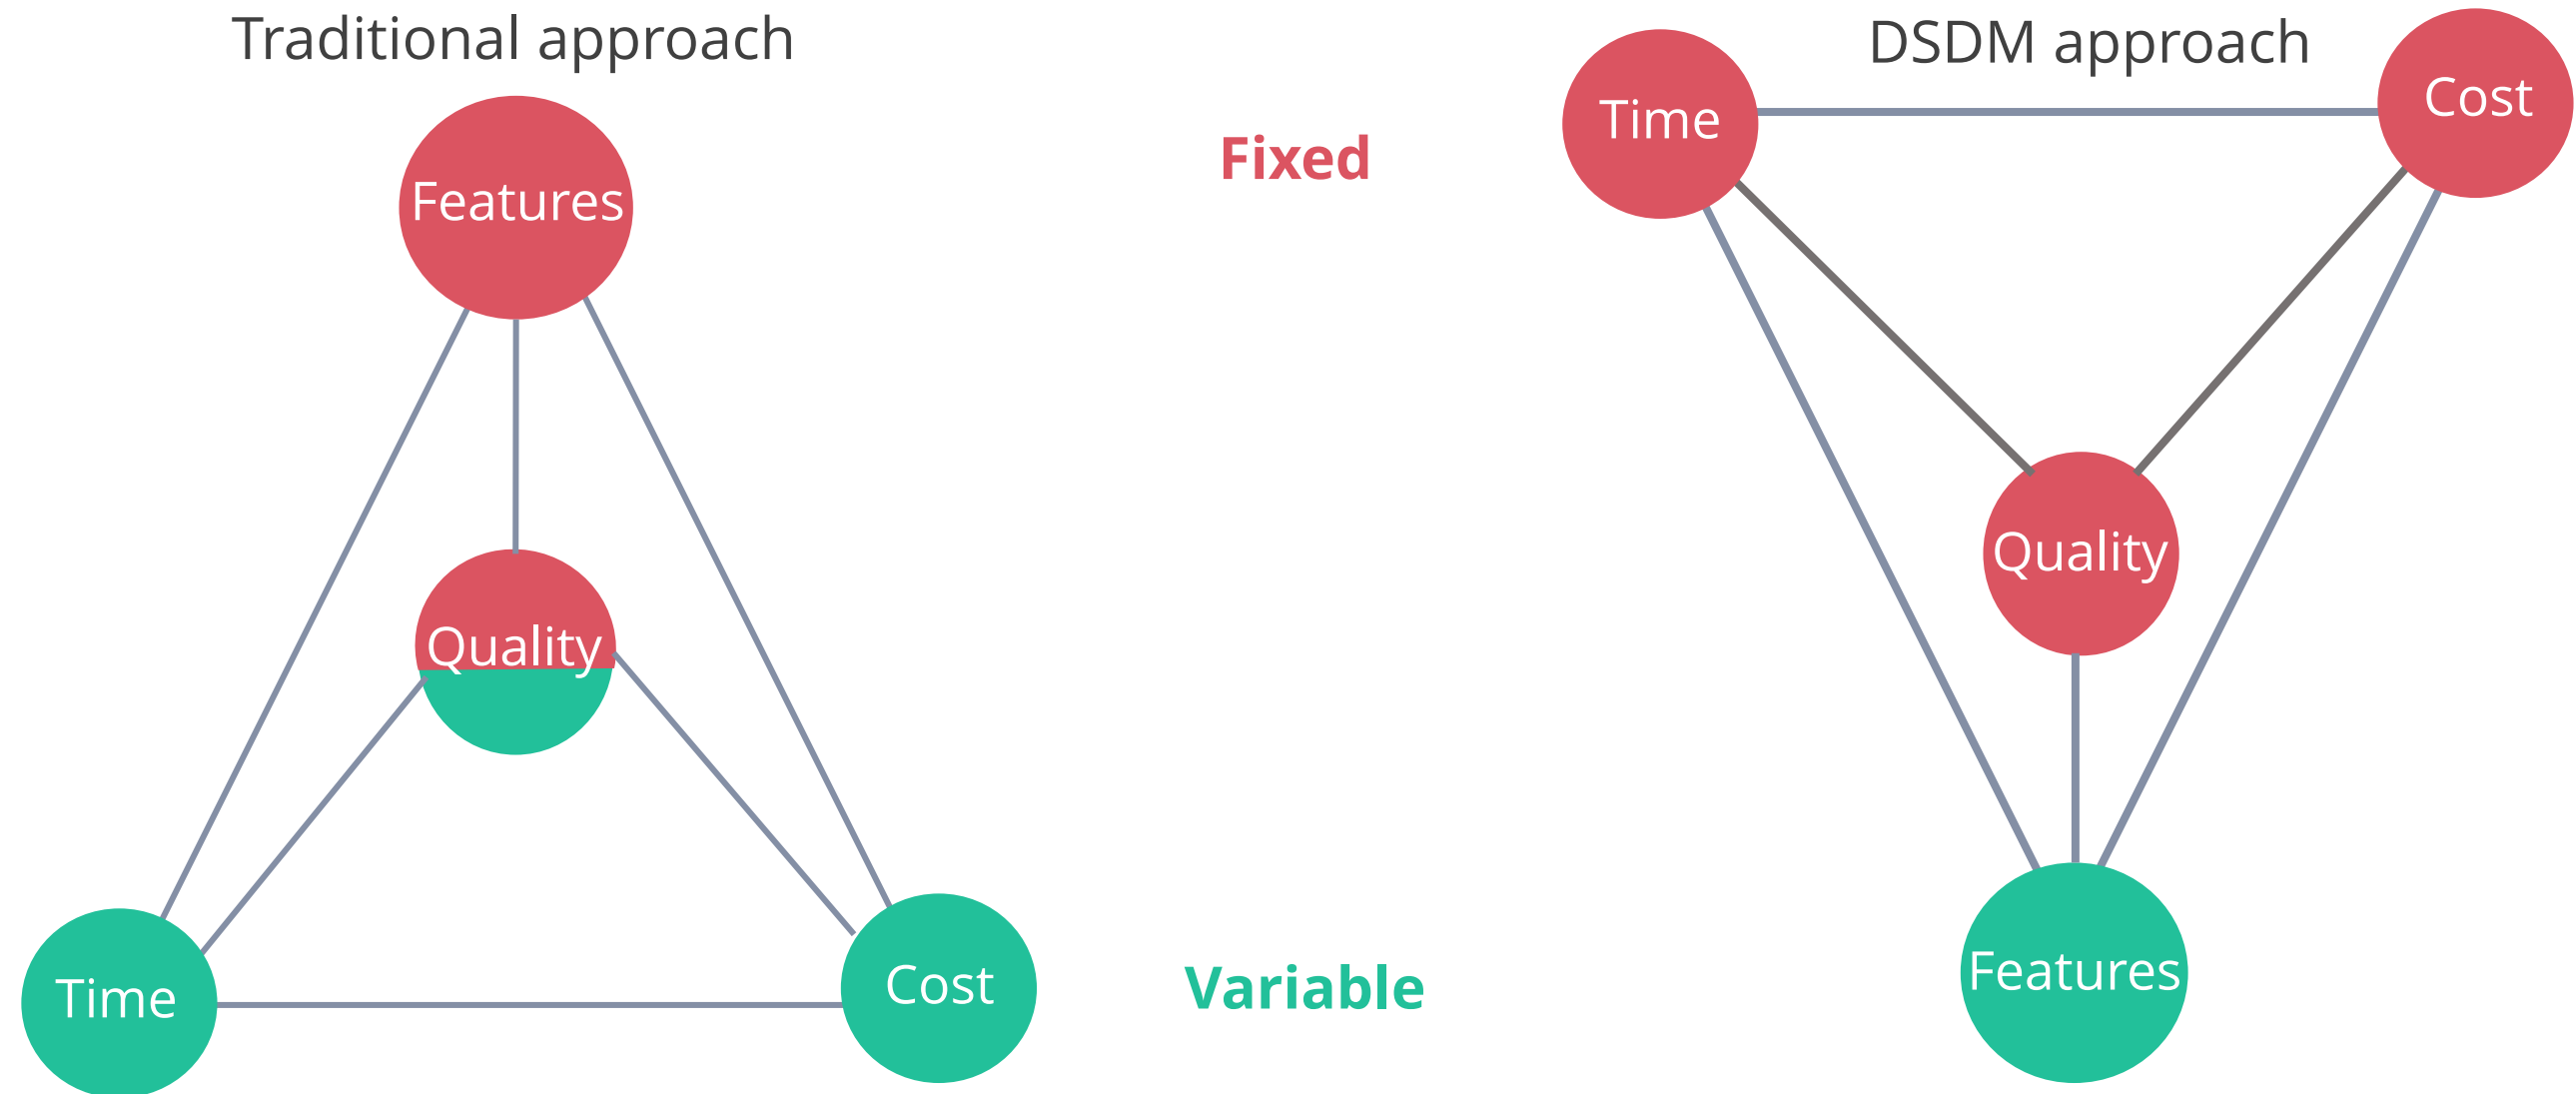 Traditional approach
Features
Quality
Time
Cost
Fixed
Variable
DSDM approach
Time
Cost
Quality
Features